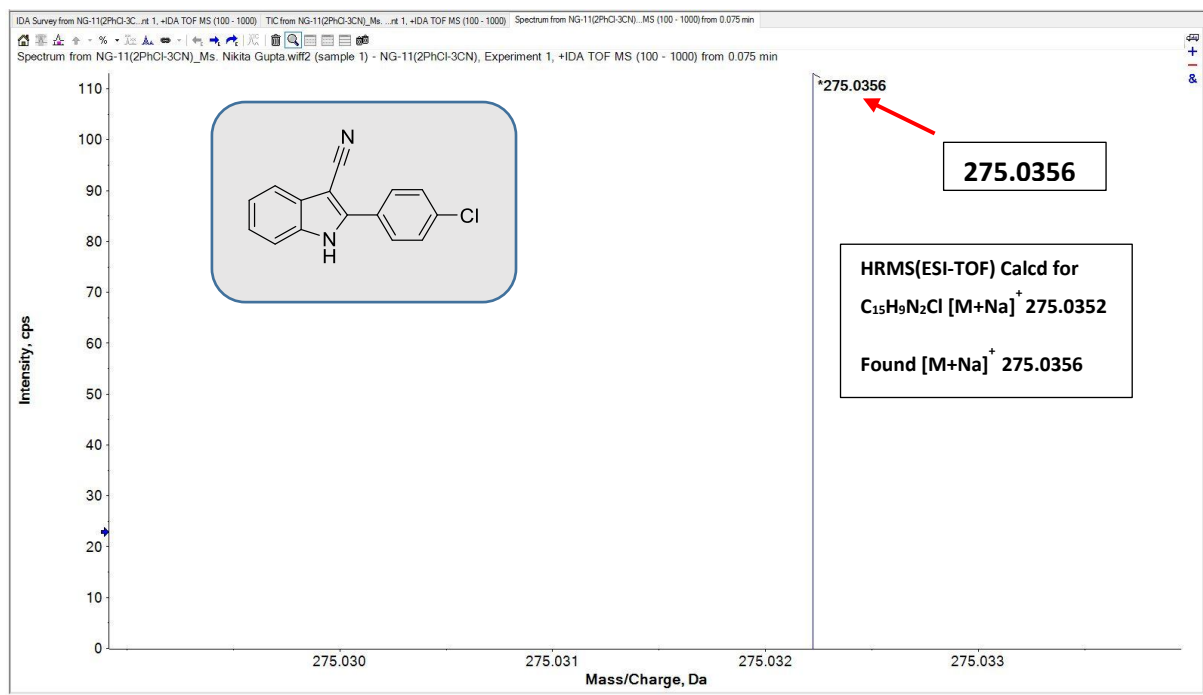 IDA Survey from NG-11(2PhCl-3C...nt 1, +IDA TOF MS (100 - 1000) TIC from NG-11(2PhCl-3CN)_Ms. ...nt 1, +IDA TOF MS (100 - 1000) Spectrum from NG-11(2PhCl-3CN)...MS (100 - 1000) from 0.075 min
Spectrum from NG-11(2PhCl-3CN)_Ms. Nikita Gupta.wiff2 (sample 1) - NG-11(2PhCl-3CN), Experiment 1, +IDA TOF MS (100 - 1000) from 0.075 min
110
100
90
80
70
60
50
40
30
20
10
0
Intensity, cps
*275.0356
275.0356
N
Cl
N
H
HRMS(ESI-TOF) Calcd for
C₁₅H₉N₂Cl [M+Na]⁺ 275.0352
Found [M+Na]⁺ 275.0356
275.030 275.031 275.032 275.033
Mass/Charge, Da